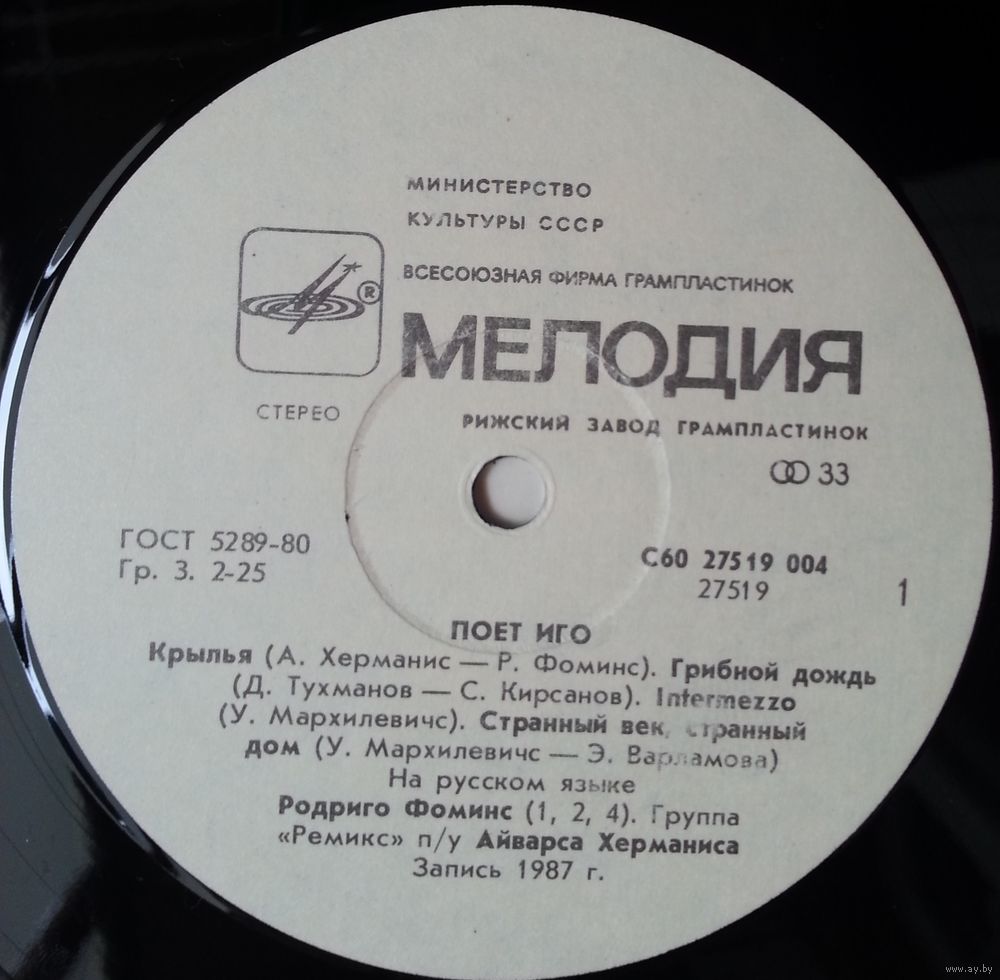 МИНИСТЕРСТВО
КУЛЬТУРЫ СССР
ВСЕСОЮЗНАЯ ФИРМА ГРАМПЛАСТИНОК
®
МЕЛОДИЯ
СТЕРЕО
РИЖСКИЙ ЗАВОД ГРАМПЛАСТИНОК
33
ГОСТ 5289-80
Гр. 3. 2-25
С60 27519 004
27519
1
ПОЕТ ИГО
Крылья (А. Херманис — Р. Фоминс). Грибной дождь
(Д. Тухманов — С. Кирсанов). Intermezzo
(У. Мархилевичс). Странный век, странный
дом (У. Мархилевичс — Э. Варламова)
На русском языке
Родриго Фоминс (1, 2, 4). Группа
«Ремикс» п/у Айварса Херманиса
Запись 1987 г.
www.ay.by